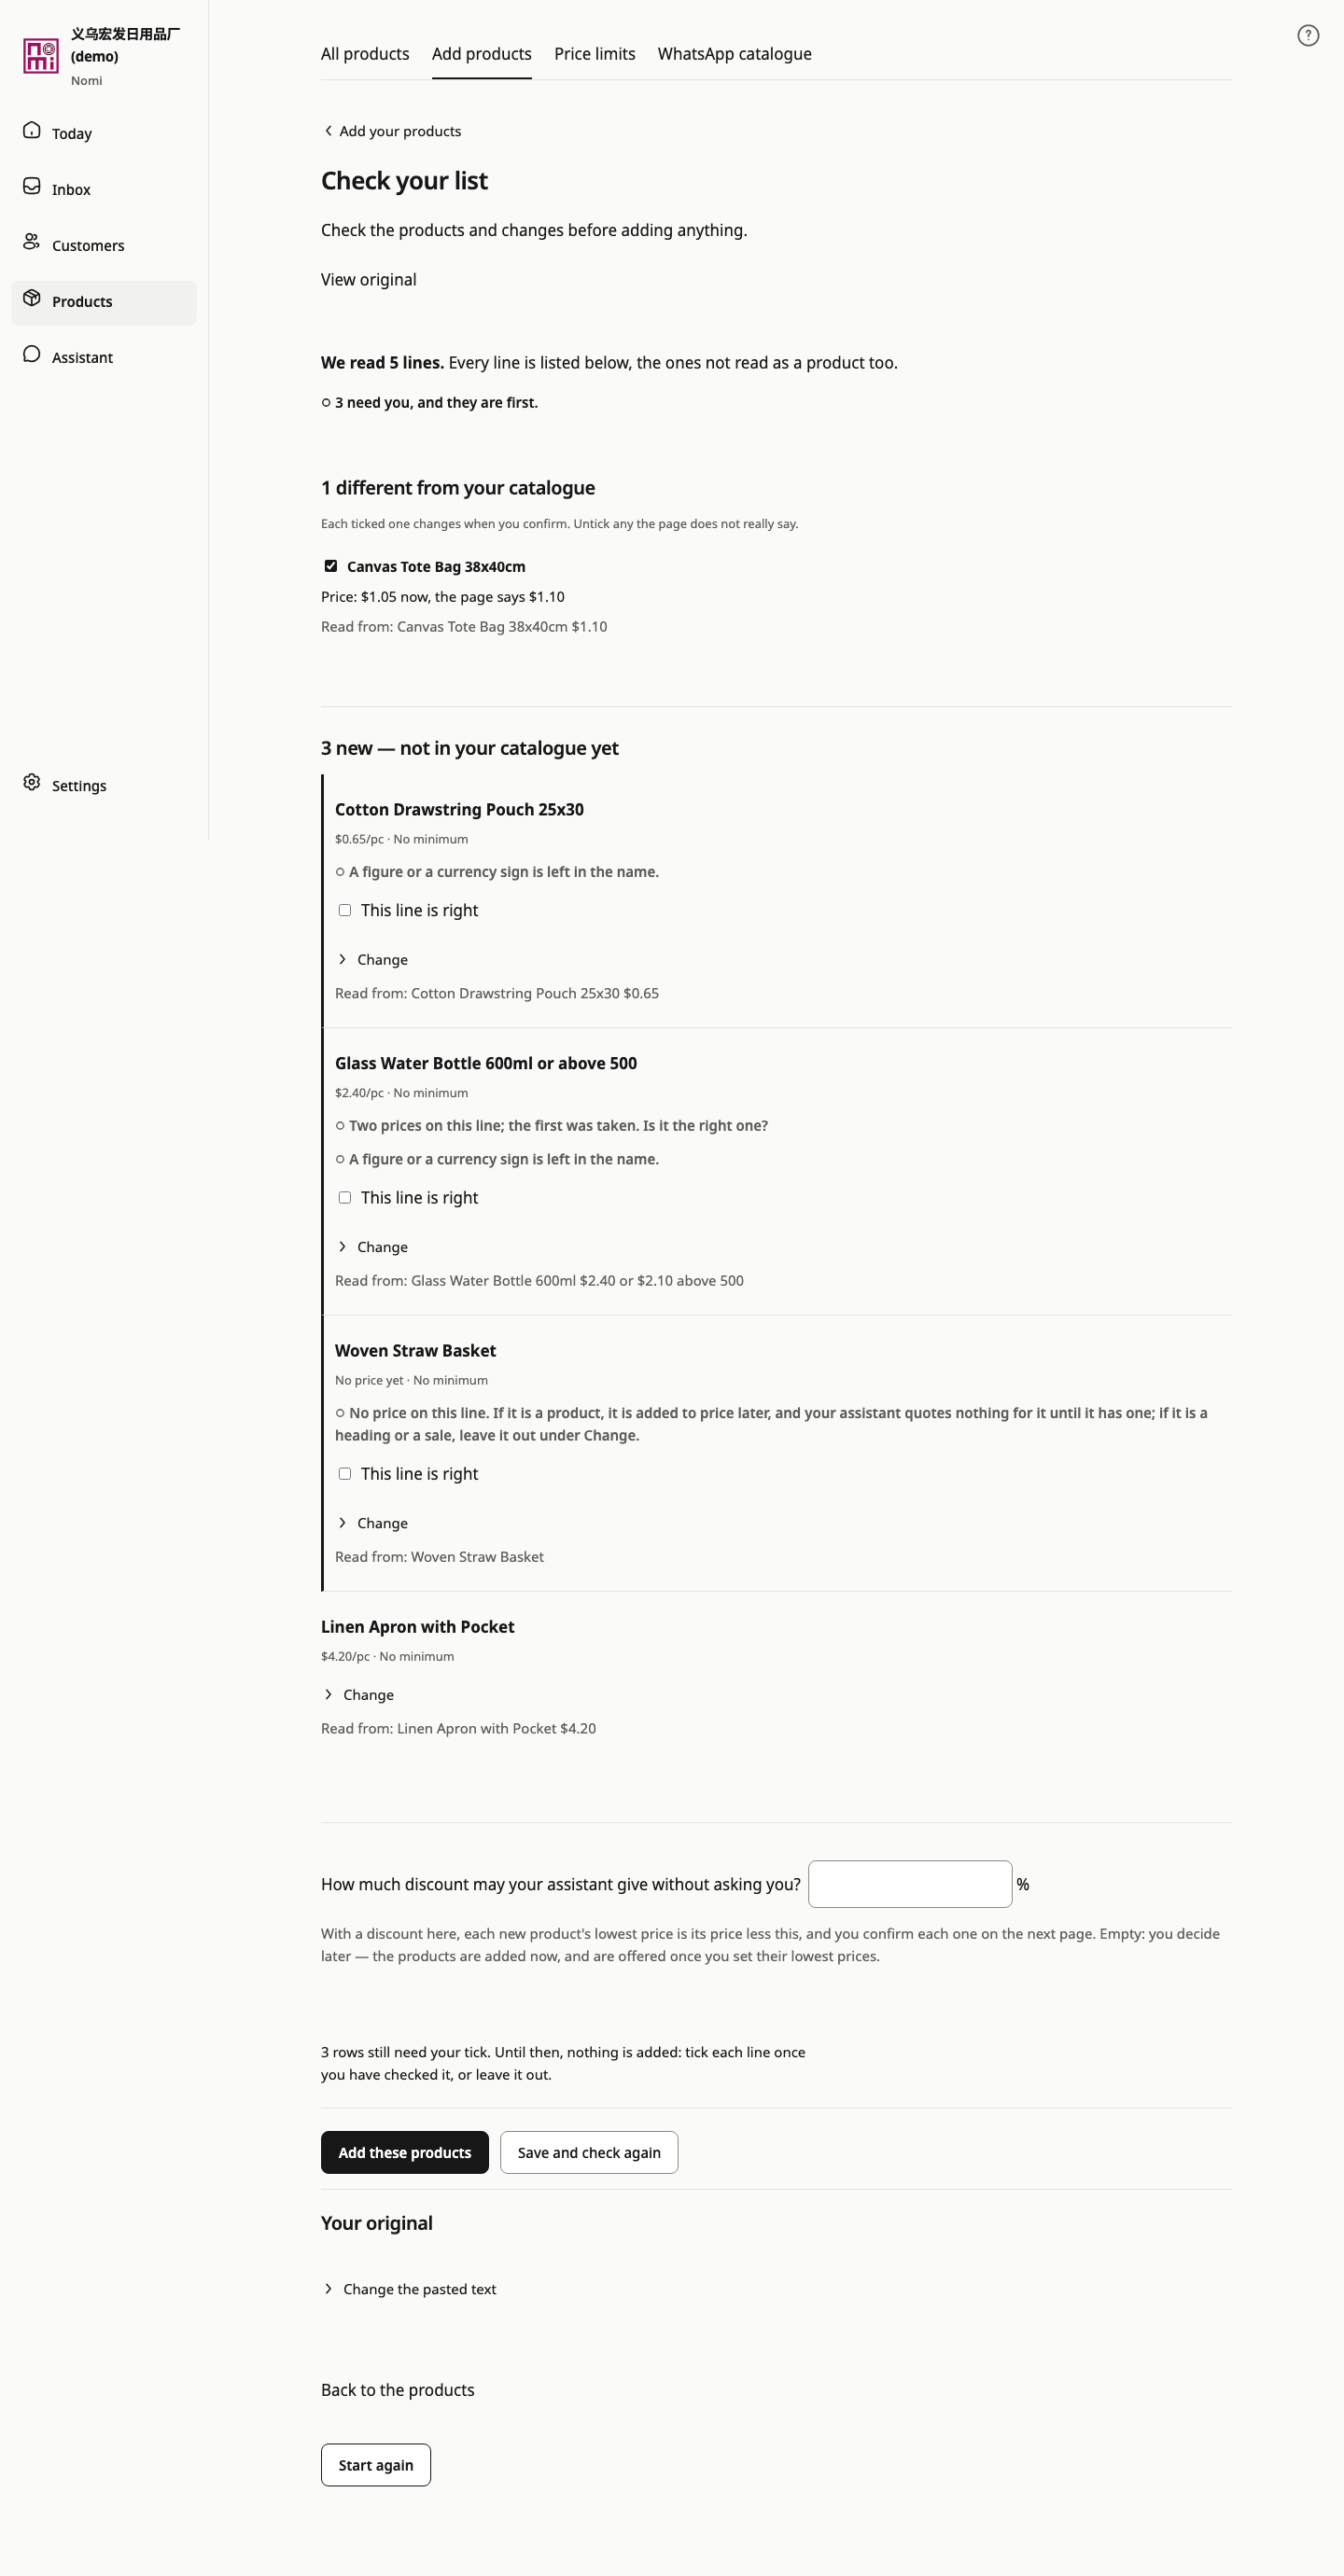 义乌宏发日用品厂
(demo)
Nomi
Today
Inbox
Customers
Products
Assistant
Settings
All products
Add products
Price limits
WhatsApp catalogue
Add your products
Check your list
Check the products and changes before adding anything.
View original
We read 5 lines. Every line is listed below, the ones not read as a product too.
3 need you, and they are first.
1 different from your catalogue
Each ticked one changes when you confirm. Untick any the page does not really say.
Canvas Tote Bag 38x40cm
Price: $1.05 now, the page says $1.10
Read from: Canvas Tote Bag 38x40cm $1.10
3 new — not in your catalogue yet
Cotton Drawstring Pouch 25x30
$0.65/pc · No minimum
A figure or a currency sign is left in the name.
This line is right
Change
Read from: Cotton Drawstring Pouch 25x30 $0.65
Glass Water Bottle 600ml or above 500
$2.40/pc · No minimum
Two prices on this line; the first was taken. Is it the right one?
A figure or a currency sign is left in the name.
This line is right
Change
Read from: Glass Water Bottle 600ml $2.40 or $2.10 above 500
Woven Straw Basket
No price yet · No minimum
No price on this line. If it is a product, it is added to price later, and your assistant quotes nothing for it until it has one; if it is a
heading or a sale, leave it out under Change.
This line is right
Change
Read from: Woven Straw Basket
Linen Apron with Pocket
$4.20/pc · No minimum
Change
Read from: Linen Apron with Pocket $4.20
How much discount may your assistant give without asking you? %
With a discount here, each new product's lowest price is its price less this, and you confirm each one on the next page. Empty: you decide
later — the products are added now, and are offered once you set their lowest prices.
3 rows still need your tick. Until then, nothing is added: tick each line once
you have checked it, or leave it out.
Add these products
Save and check again
Your original
Change the pasted text
Back to the products
Start again